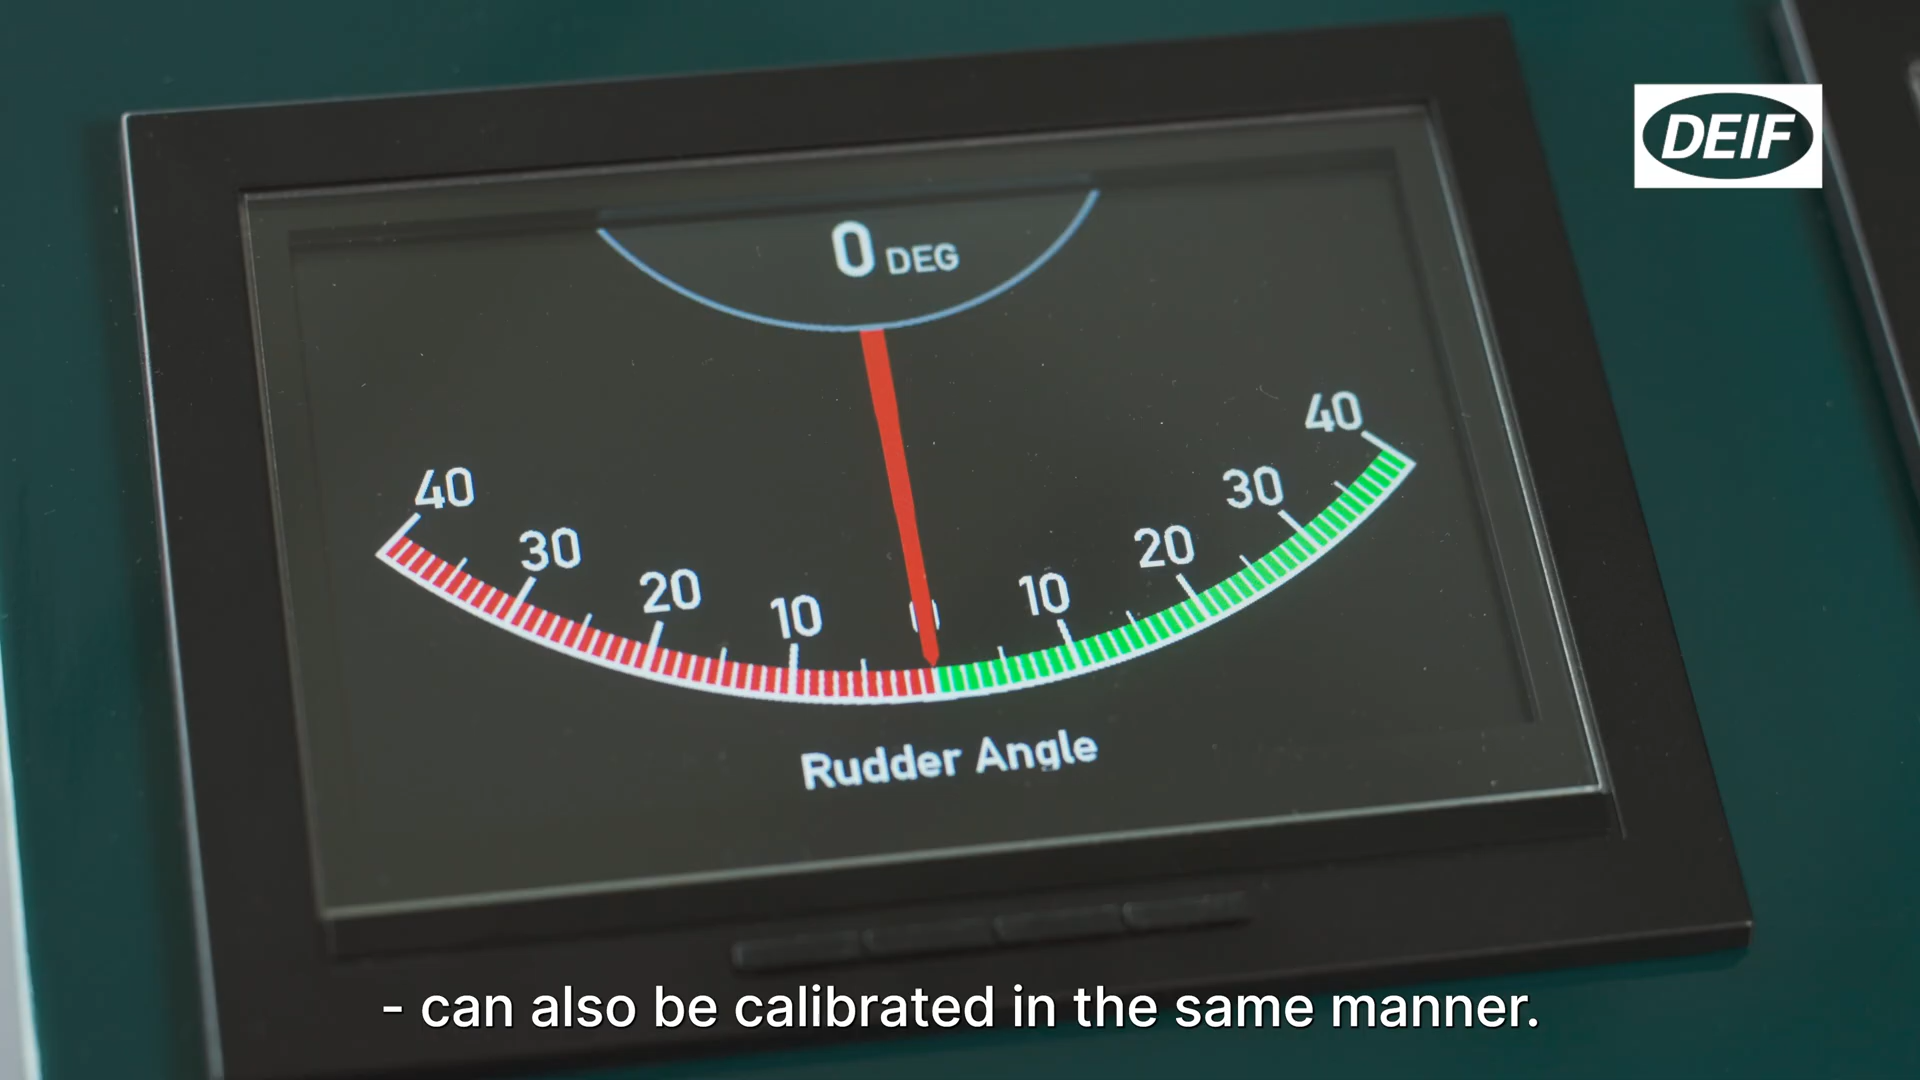 DEIF
0 DEG
40 30 20 10 0 10 20 30 40
Rudder Angle
- can also be calibrated in the same manner.